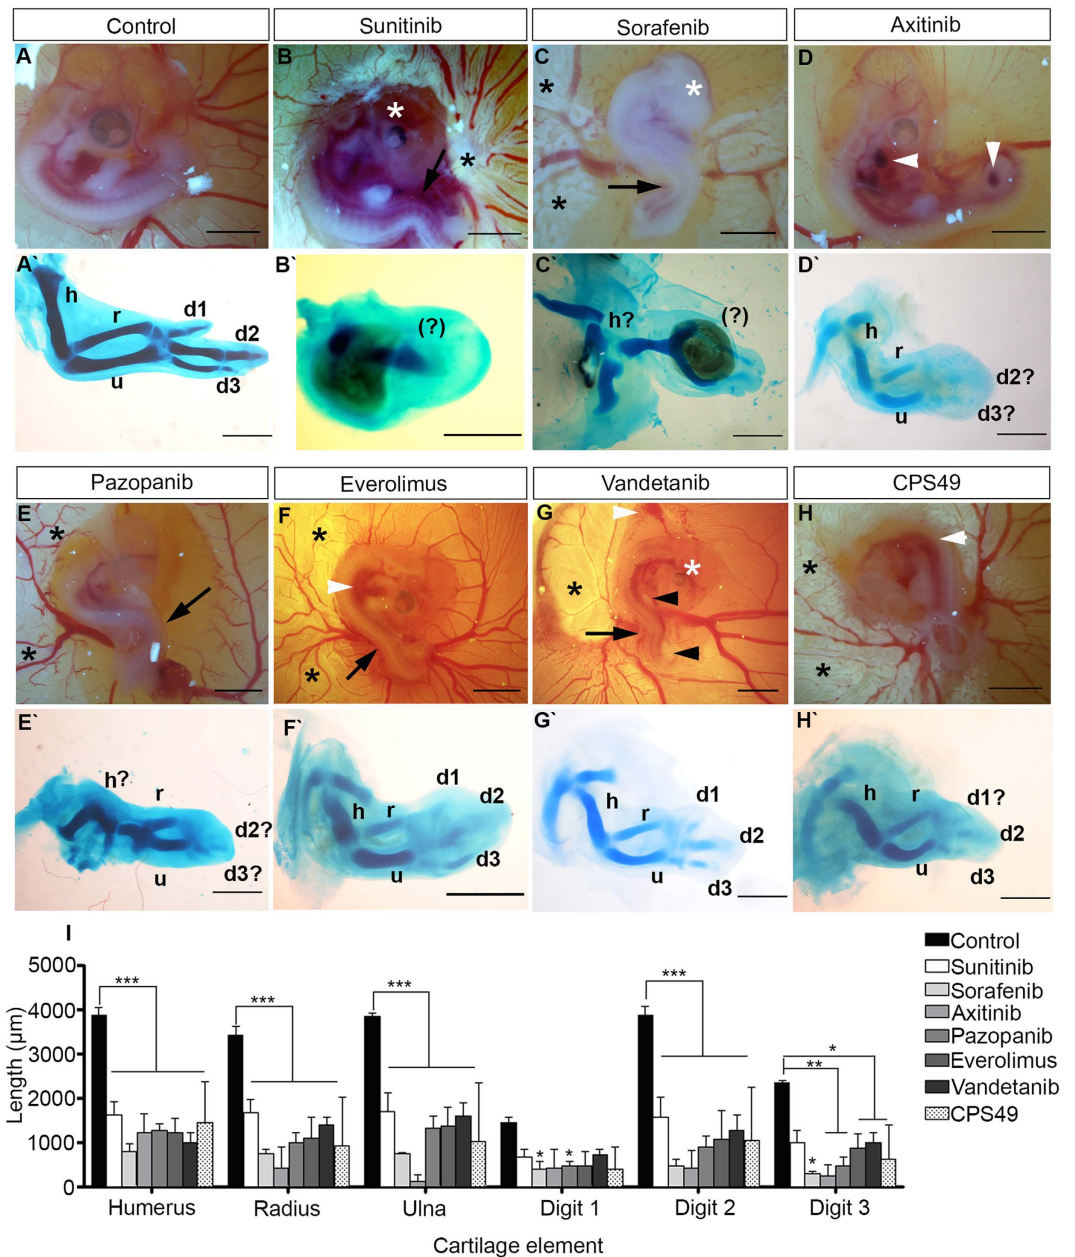 Control Sunitinib Sorafenib Axitinib
A B C D
* * * * *
A` B` C` D`
h r d1 d2 u d3
(?)
h? (?)
h r d2? u d3?
Pazopanib Everolimus Vandetanib CPS49
E F G H
* * * * * * * *
E` F` G` H`
h? r d2? u d3?
h r d1 d2 u d3
h r d1 d2 u d3
h r d1? d2 u d3
I
Length (µm)
5000
4000
3000
2000
1000
0
*** *** *** * * *** ** * *
Humerus Radius Ulna Digit 1 Digit 2 Digit 3
Cartilage element
Control
Sunitinib
Sorafenib
Axitinib
Pazopanib
Everolimus
Vandetanib
CPS49